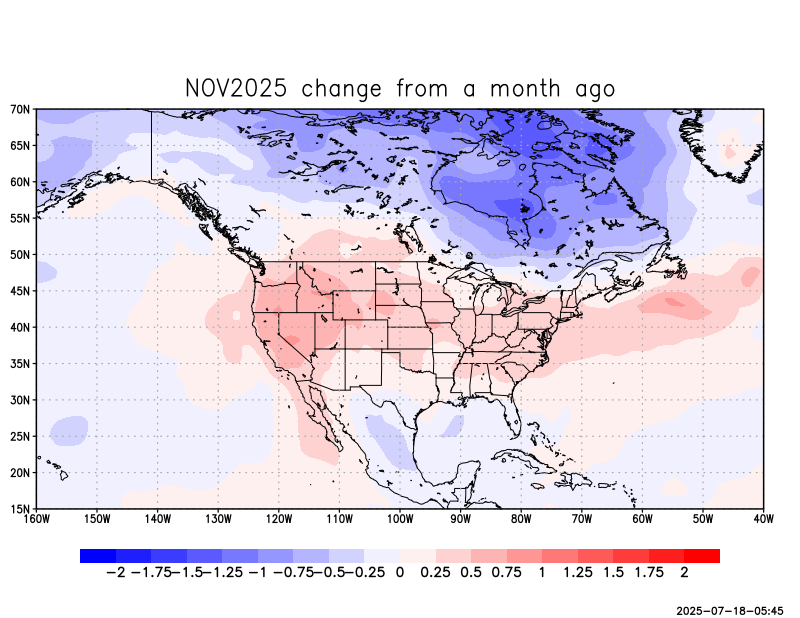 NOV2025 change from a month ago
70N
65N
60N
55N
50N
45N
40N
35N
30N
25N
20N
15N
160W 150W 140W 130W 120W 110W 100W 90W 80W 70W 60W 50W 40W
-2 -1.75 -1.5 -1.25 -1 -0.75 -0.5 -0.25 0 0.25 0.5 0.75 1 1.25 1.5 1.75 2
2025-07-18-05:45